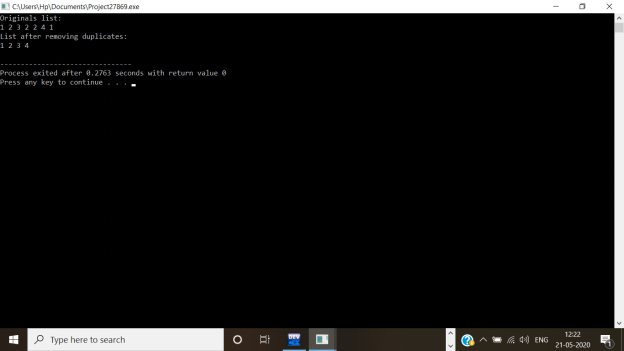 C:\Users\Hp\Documents\Project27869.exe
Originals list:
1 2 3 2 2 4 1
List after removing duplicates:
1 2 3 4
--------------------------------
Process exited after 0.2763 seconds with return value 0
Press any key to continue . . .
Type here to search
DEV
ENG
12:22
21-05-2020
1